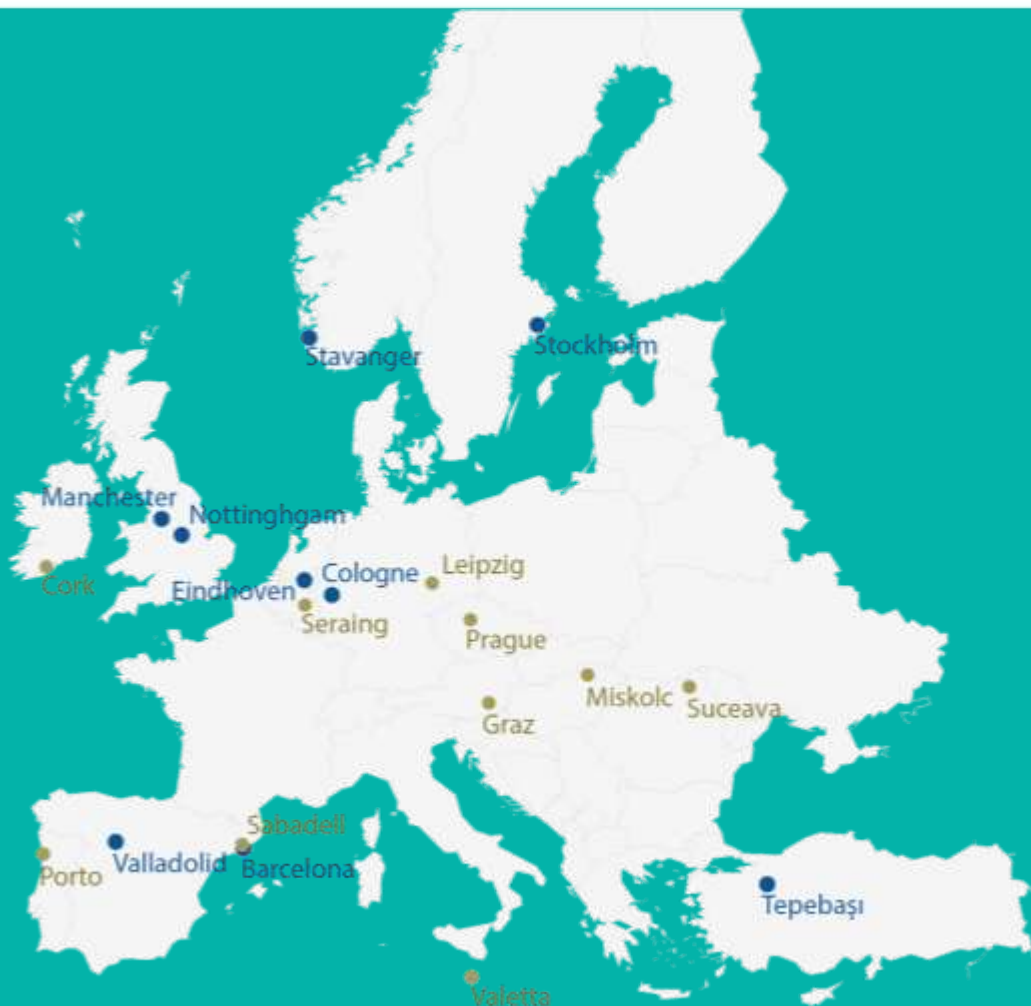 Stavanger
Stockholm
Manchester
Nottinghgam
Cork
Eindhoven
Cologne
Leipzig
Seraing
Prague
Miskolc
Suceava
Graz
Sabadell
Porto
Valladolid
Barcelona
Tepebaşı
Valetta